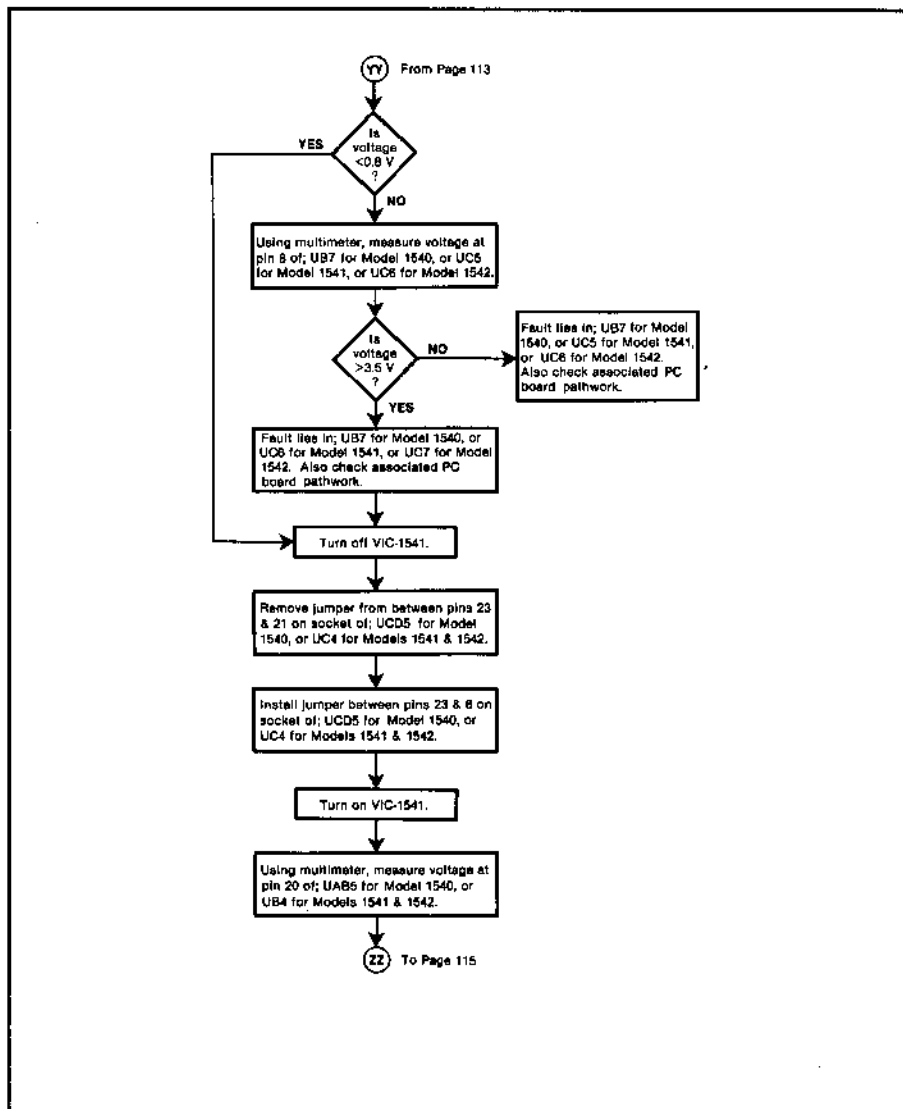 YY From Page 113
Is
voltage
<0.8 V
?
YES
NO
Using multimeter, measure voltage at
pin 8 of; UB7 for Model 1540, or UC5
for Model 1541, or UC6 for Model 1542.
Is
voltage
>3.5 V
?
NO
Fault lies in; UB7 for Model
1540, or UC5 for Model 1541,
or UC6 for Model 1542.
Also check associated PC
board pathwork.
YES
Fault lies in; UB7 for Model 1540, or
UC6 for Model 1541, or UC7 for Model
1542. Also check associated PC
board pathwork.
Turn off VIC-1541.
Remove jumper from between pins 23
& 21 on socket of; UCD5 for Model
1540, or UC4 for Models 1541 & 1542.
Install jumper between pins 23 & 6 on
socket of; UCD5 for Model 1540, or
UC4 for Models 1541 & 1542.
Turn on VIC-1541.
Using multimeter, measure voltage at
pin 20 of; UAB5 for Model 1540, or
UB4 for Models 1541 & 1542.
ZZ To Page 115